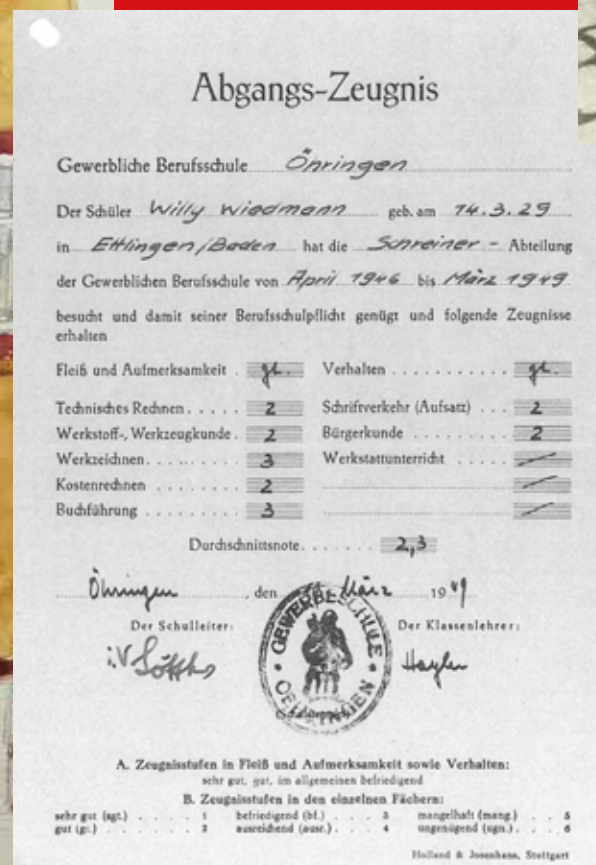 Abgangs-Zeugnis
Gewerbliche Berufsschule Öhringen
Der Schüler Willy Wiedmann geb. am 14.3.29
in Ettlingen/Baden hat die Schreiner- Abteilung
der Gewerblichen Berufsschule von April 1946 bis März 1949
besucht und damit seiner Berufsschulpflicht genügt und folgende Zeugnisse
erhalten
Fleiß und Aufmerksamkeit . gt. Verhalten . . . . . . . . . . . gt.
Technisches Rechnen . . . . . 2 Schriftverkehr (Aufsatz) . . . 2
Werkstoff-, Werkzeugkunde . 2 Bürgerkunde . . . . . . . . 2
Werkzeichnen . . . . . . . . 3 Werkstattunterricht . . . . . —
Kostenrechnen . . . . . . . . 2 —
Buchführung . . . . . . . . . 3 —
Durchschnittsnote . . . . . . . 2,3
Öhringen, den März 1949
Der Schulleiter: Der Klassenlehrer:
i.V.
GEWERBESCHULE
OEHRINGEN
A. Zeugnisstufen in Fleiß und Aufmerksamkeit sowie Verhalten:
sehr gut, gut, im allgemeinen befriedigend
B. Zeugnisstufen in den einzelnen Fächern:
sehr gut (sgt.) . . . . . 1 befriedigend (bf.) . . . . 3 mangelhaft (mang.) . . . 5
gut (gt.) . . . . . . . 2 ausreichend (ausr.) . . . . 4 ungenügend (ugn.) . . . . 6
Holland & Josenhans, Stuttgart